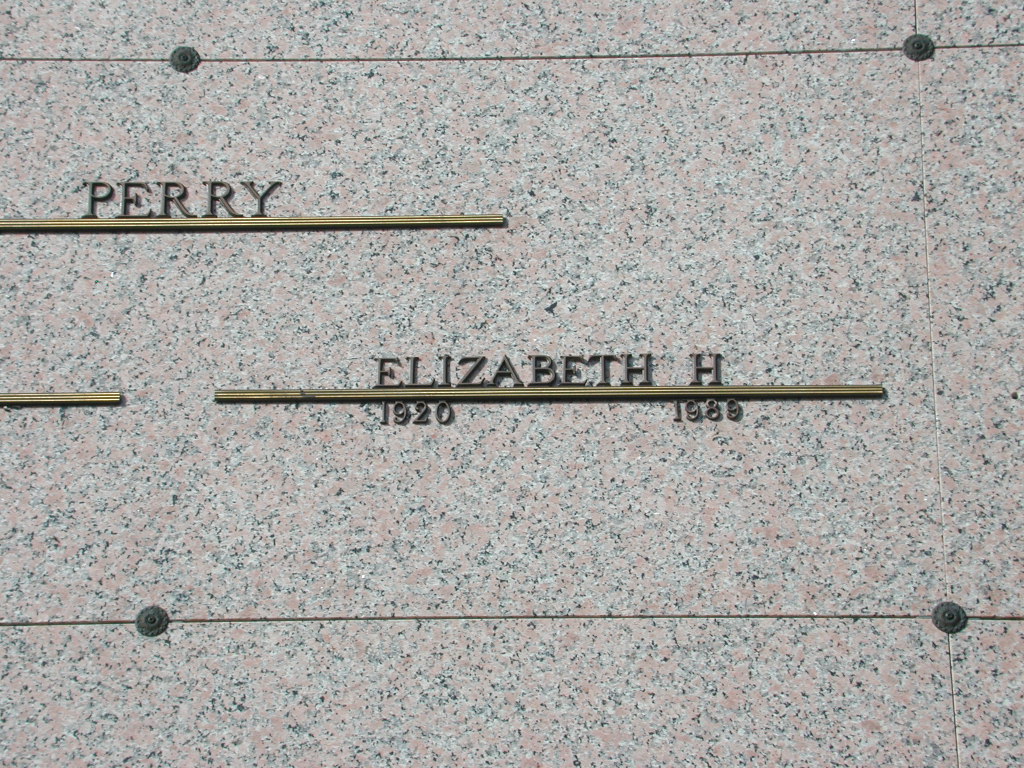 PERRY
ELIZABETH H
1920 1989